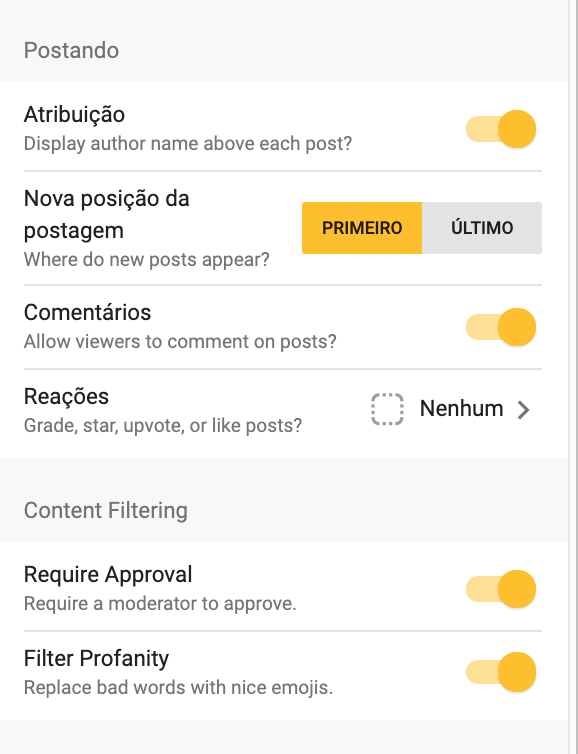 Postando
Atribuição
Display author name above each post?
Nova posição da
postagem
Where do new posts appear?
PRIMEIRO
ÚLTIMO
Comentários
Allow viewers to comment on posts?
Reações
Grade, star, upvote, or like posts?
Nenhum
Content Filtering
Require Approval
Require a moderator to approve.
Filter Profanity
Replace bad words with nice emojis.